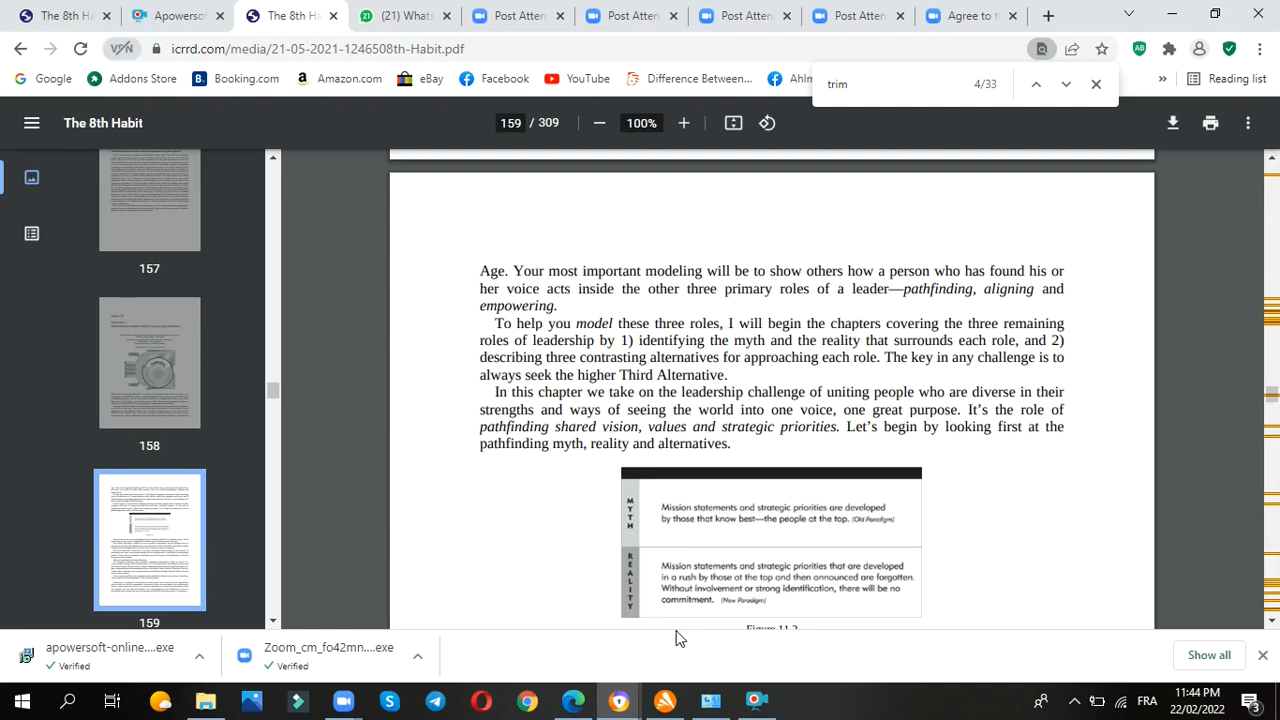 The 8th H
Apowersoft
The 8th H
(21) Whats
Post Atten
Post Atten
Post Atten
Post Atten
Agree to t
VPN
icrrd.com/media/21-05-2021-1246508th-Habit.pdf
Google
Addons Store
Booking.com
Amazon.com
eBay
Facebook
YouTube
Difference Between...
Ahlm
»
Reading list
trim
4/33
The 8th Habit
159 / 309
100%
157
158
159
Age. Your most important modeling will be to show others how a person who has found his or
her voice acts inside the other three primary roles of a leader—pathfinding, aligning and
empowering.
To help you model these three roles, I will begin the chapters covering the three remaining
roles of leadership by 1) identifying the myth and the reality that surrounds each role, and 2)
describing three contrasting alternatives for approaching each role. The key in any challenge is to
always seek the higher Third Alternative.
In this chapter we take on the leadership challenge of uniting people who are diverse in their
strengths and ways of seeing the world into one voice, one great purpose. It's the role of
pathfinding shared vision, values and strategic priorities. Let's begin by looking first at the
pathfinding myth, reality and alternatives.
MYTH
Mission statements and strategic priorities are developed
by those that know best—the people at the top. (Old Paradigm)
REALITY
Mission statements and strategic priorities that are developed
in a rush by those at the top and then announced are forgotten.
Without involvement or strong identification, there will be no
commitment. (New Paradigm)
Figure 11.2
apowersoft-online....exe
Verified
Zoom_cm_fo42mn....exe
Verified
Show all
FRA
11:44 PM
22/02/2022
3